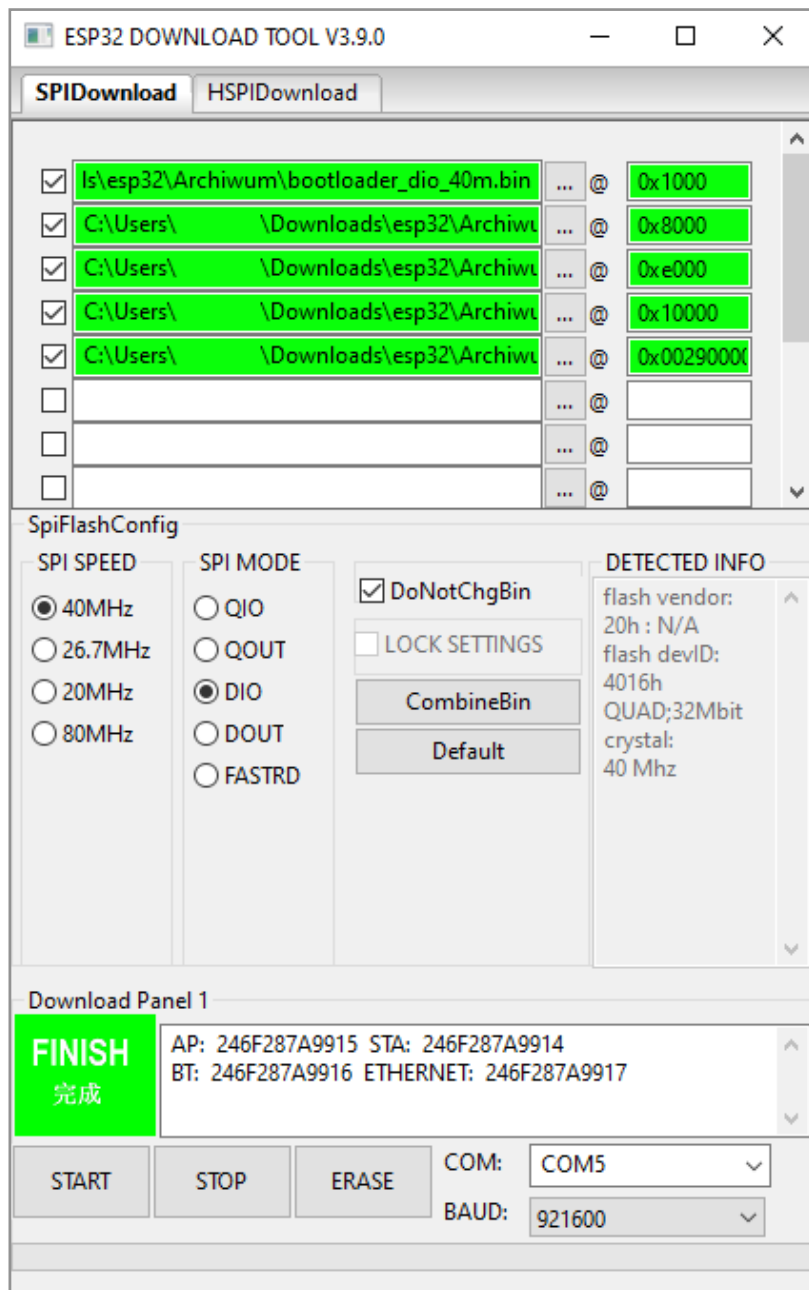 ESP32 DOWNLOAD TOOL V3.9.0
SPIDownload HSPIDownload
ls\esp32\Archiwum\bootloader_dio_40m.bin ... @ 0x1000
C:\Users\ \Downloads\esp32\Archiwu ... @ 0x8000
C:\Users\ \Downloads\esp32\Archiwu ... @ 0xe000
C:\Users\ \Downloads\esp32\Archiwu ... @ 0x10000
C:\Users\ \Downloads\esp32\Archiwu ... @ 0x00290000
... @
... @
... @
SpiFlashConfig
SPI SPEED
40MHz
26.7MHz
20MHz
80MHz
SPI MODE
QIO
QOUT
DIO
DOUT
FASTRD
DoNotChgBin
LOCK SETTINGS
CombineBin
Default
DETECTED INFO
flash vendor:
20h : N/A
flash devID:
4016h
QUAD;32Mbit
crystal:
40 Mhz
Download Panel 1
FINISH
完成
AP: 246F287A9915 STA: 246F287A9914
BT: 246F287A9916 ETHERNET: 246F287A9917
START STOP ERASE
COM: COM5
BAUD: 921600